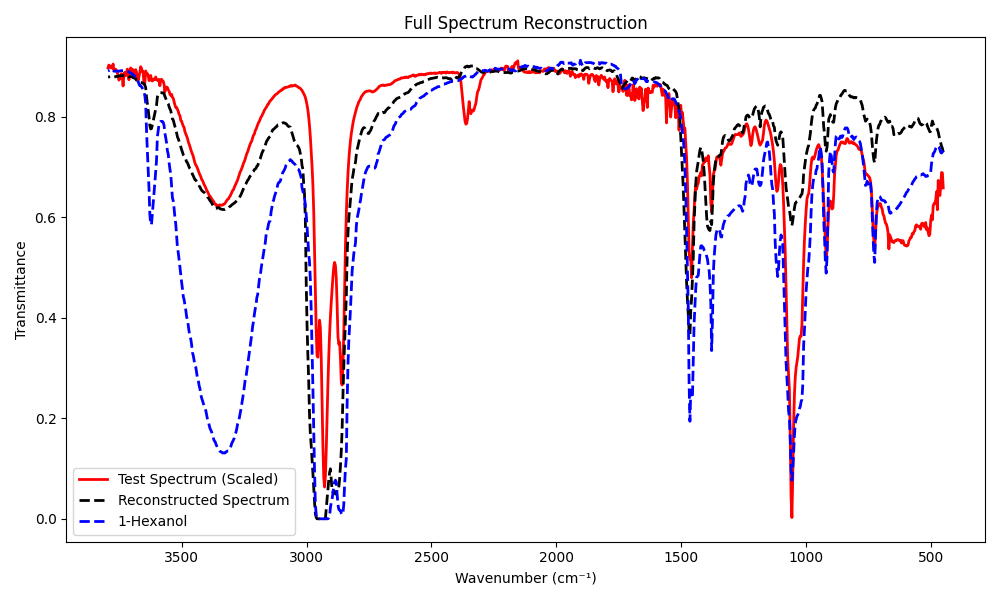 Full Spectrum Reconstruction
Transmittance
0.8
0.6
0.4
0.2
0.0
Test Spectrum (Scaled)
Reconstructed Spectrum
1-Hexanol
3500 3000 2500 2000 1500 1000 500
Wavenumber (cm⁻¹)